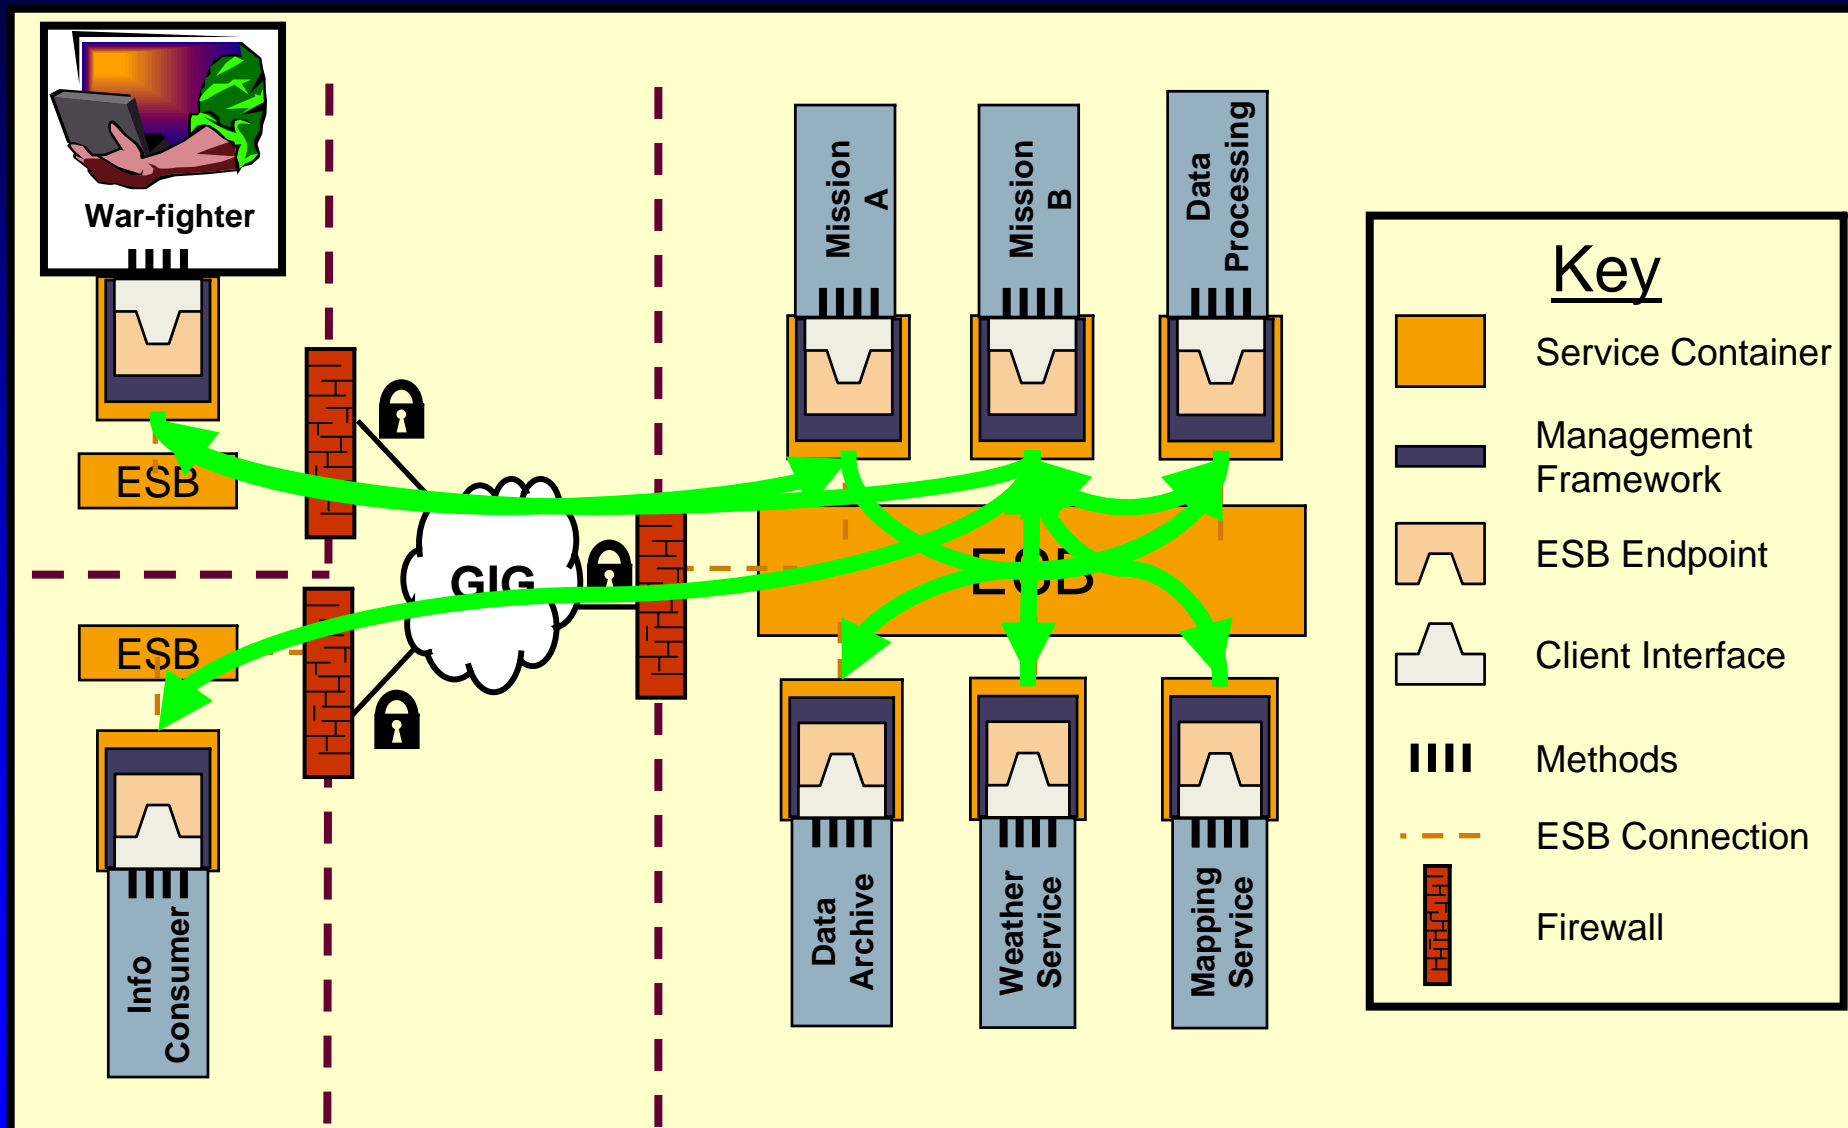 War-fighter
ESB
ESB
Info
Consumer
GIG
Mission
A
Mission
B
Data
Processing
ESB
Data
Archive
Weather
Service
Mapping
Service
Key
Service Container
Management
Framework
ESB Endpoint
Client Interface
Methods
ESB Connection
Firewall